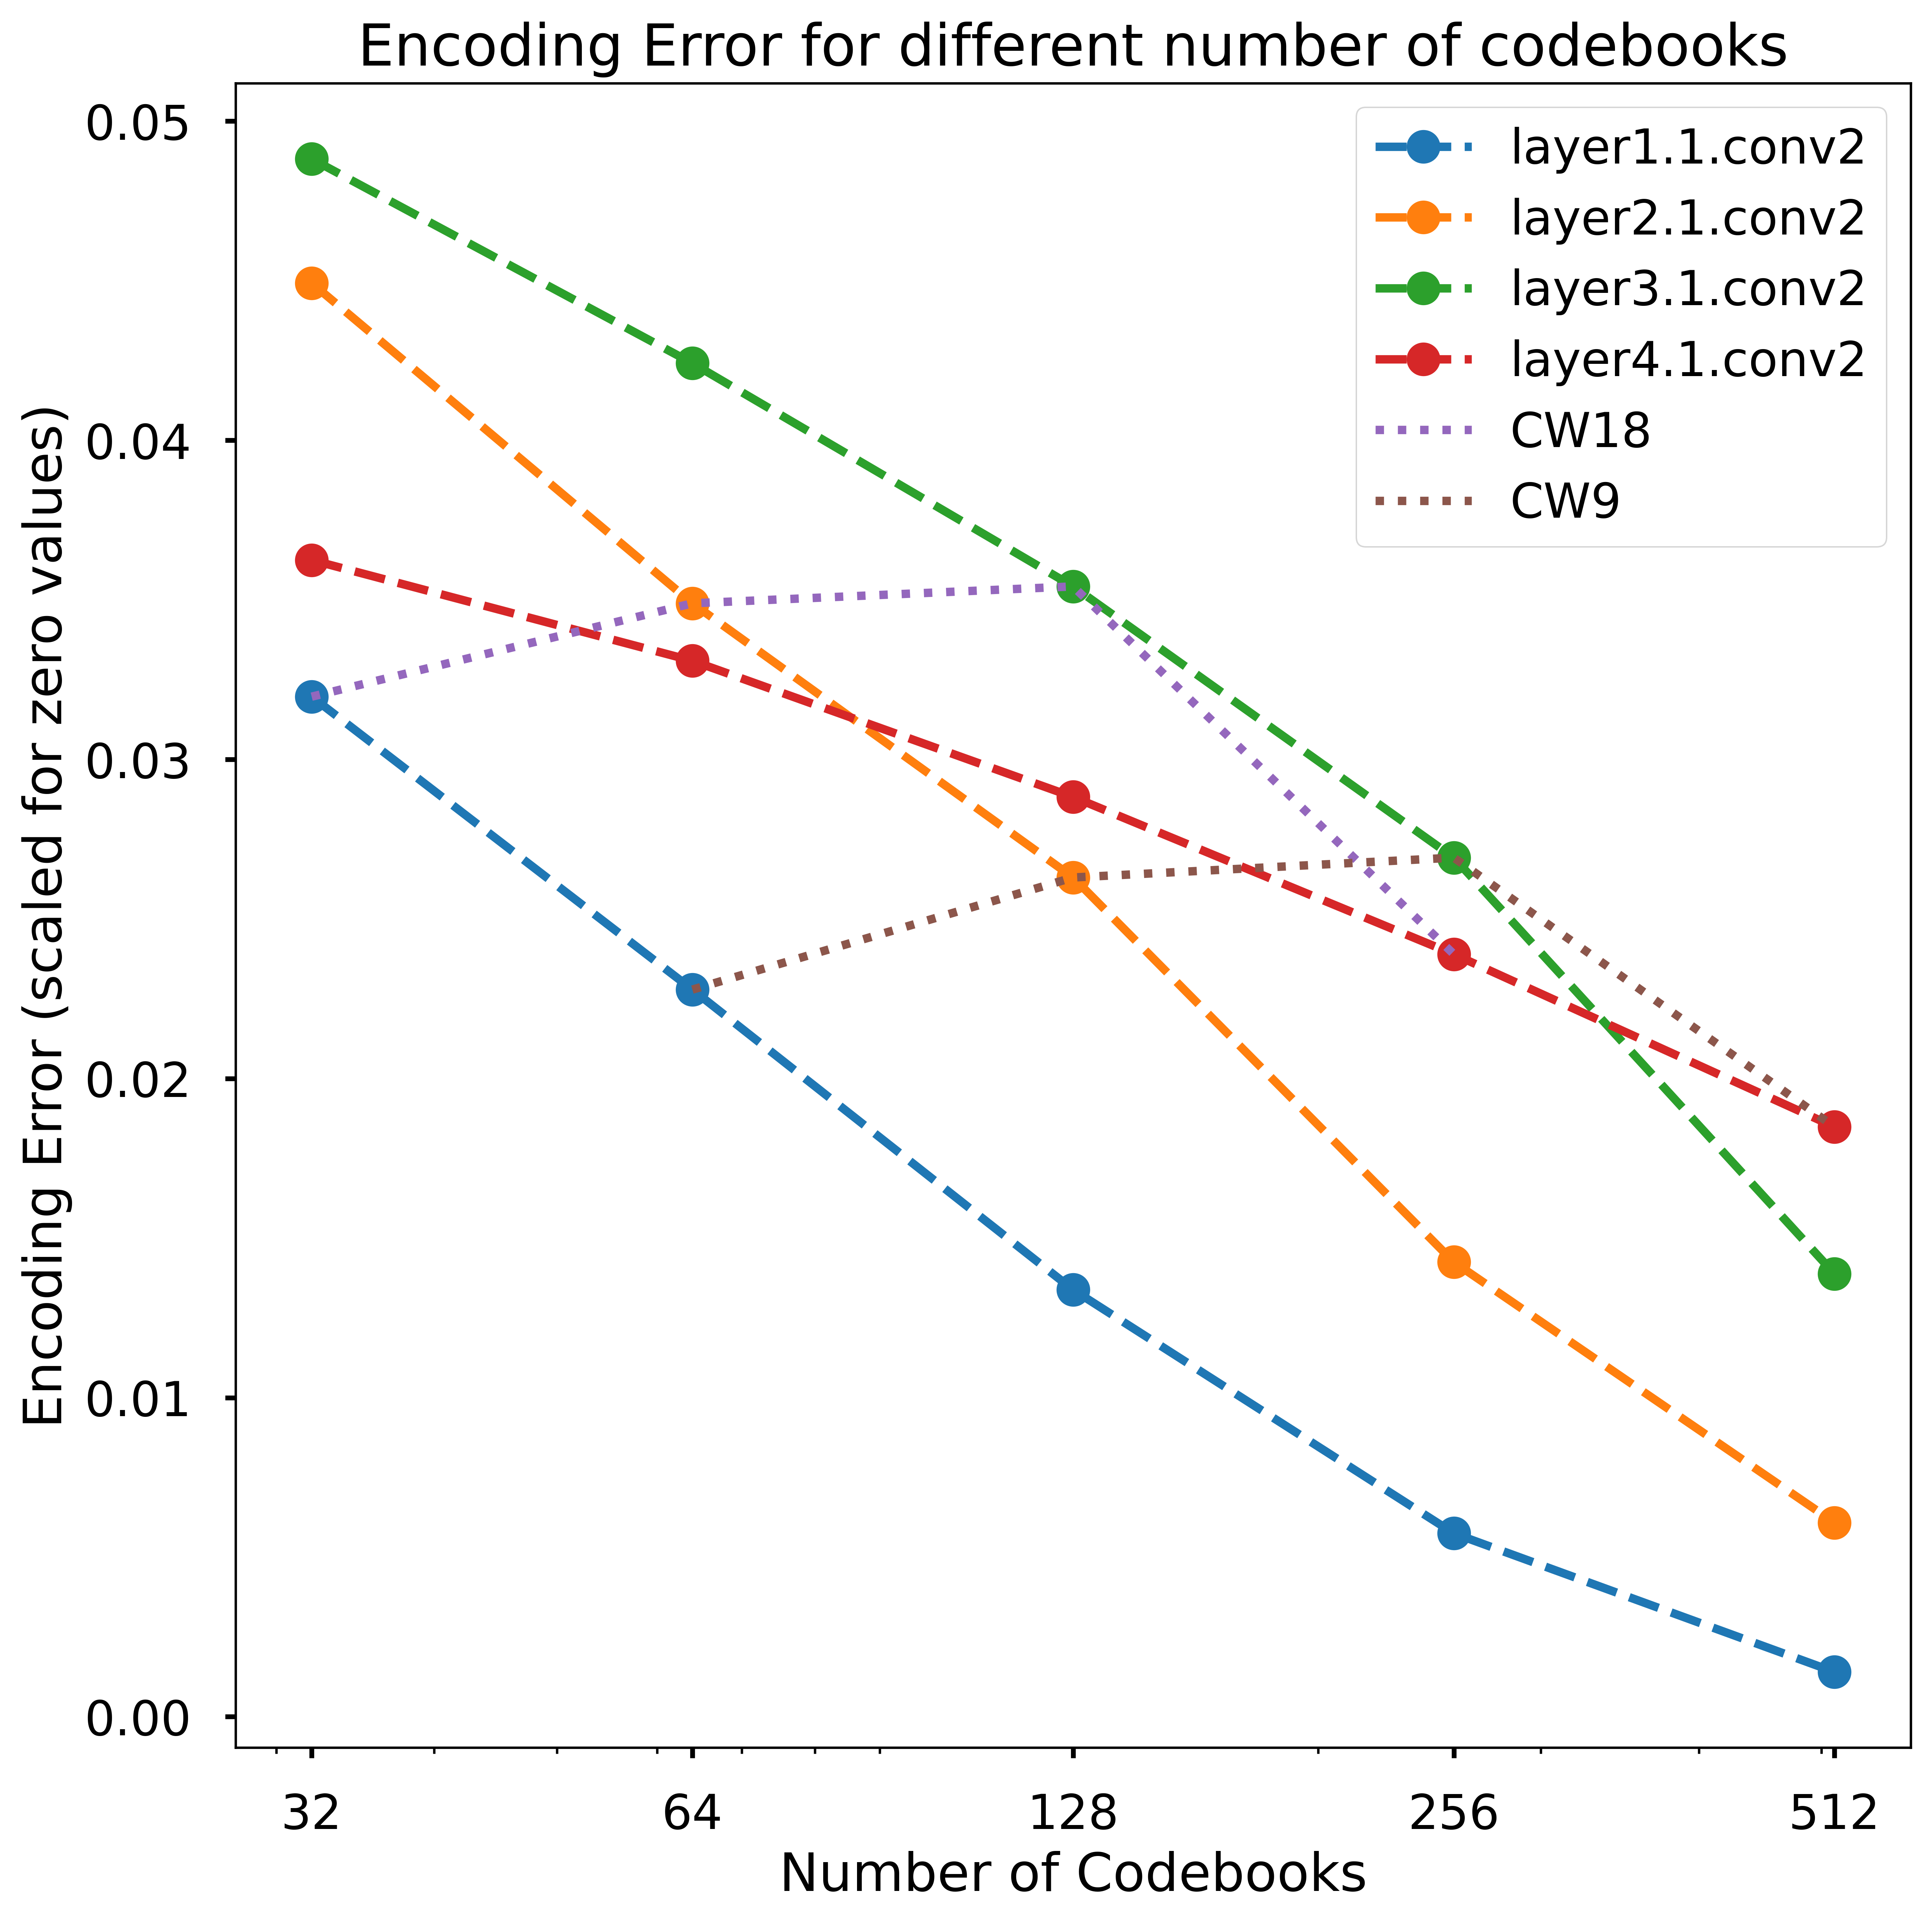 Encoding Error for different number of codebooks
layer1.1.conv2
layer2.1.conv2
layer3.1.conv2
layer4.1.conv2
CW18
CW9
Encoding Error (scaled for zero values)
0.05
0.04
0.03
0.02
0.01
0.00
32 64 128 256 512
Number of Codebooks